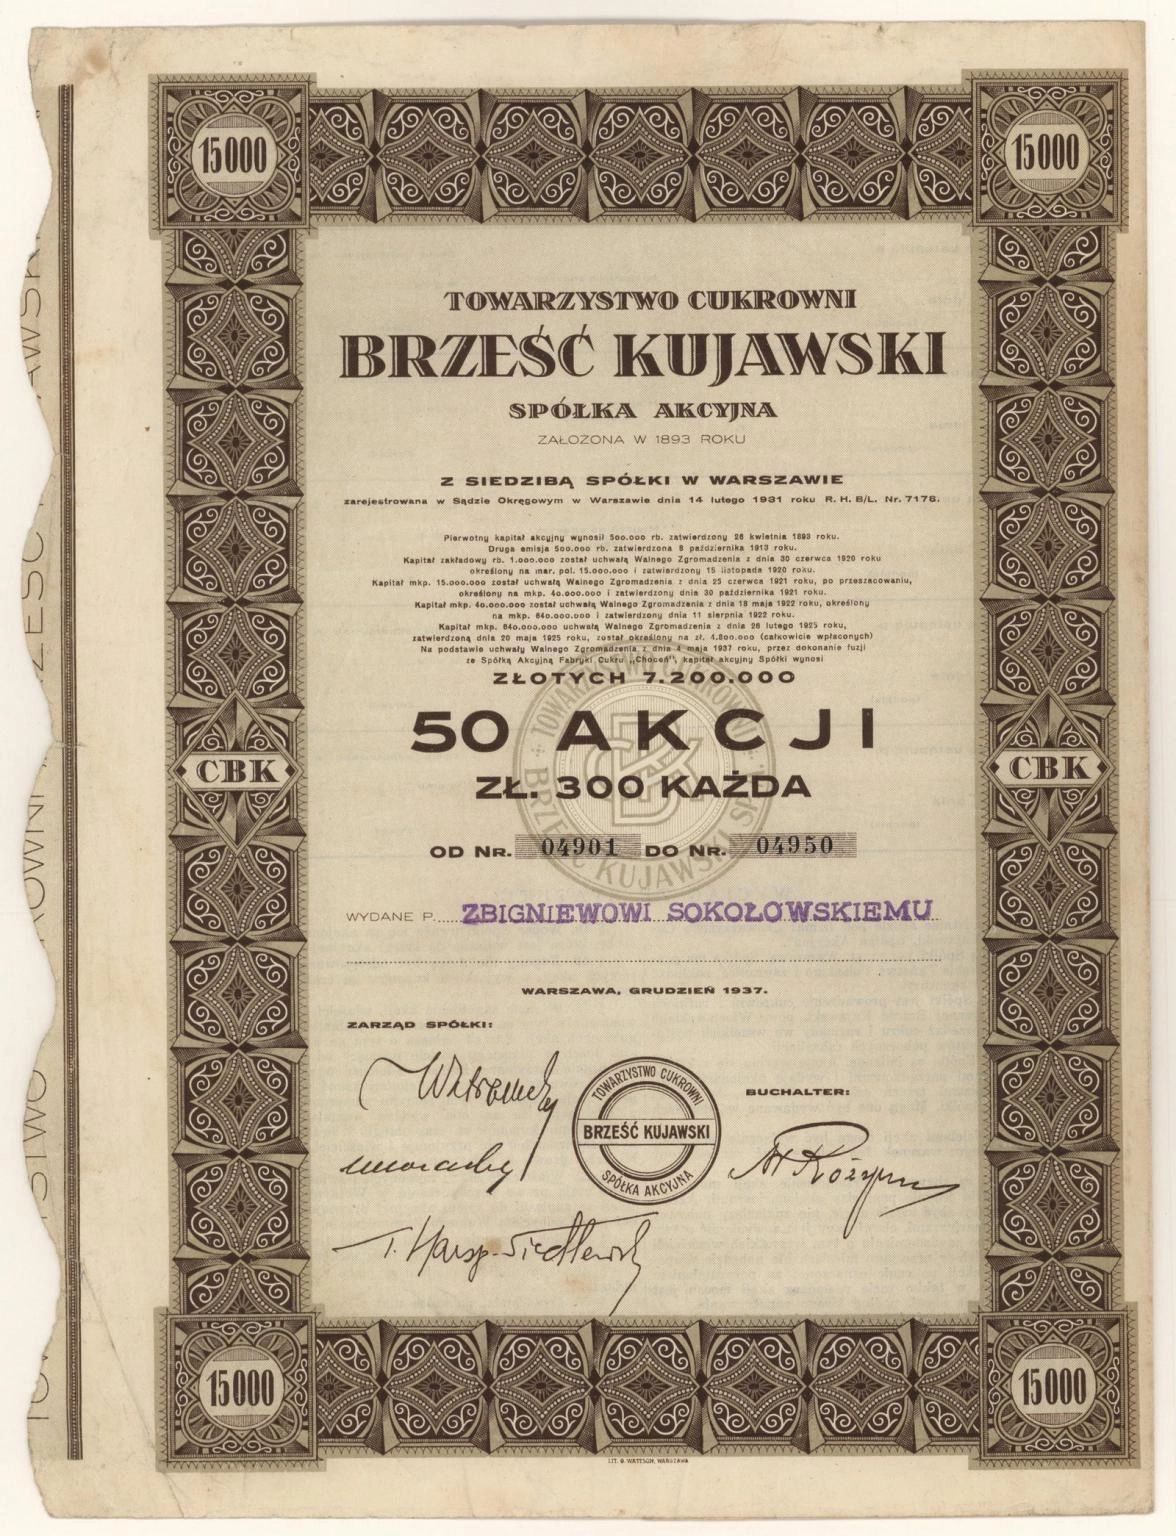 15000
15000
TOWARZYSTWO CUKROWNI
BRZEŚĆ KUJAWSKI
SPÓŁKA AKCYJNA
ZAŁOŻONA W 1893 ROKU
Z SIEDZIBĄ SPÓŁKI W WARSZAWIE
zarejestrowana w Sądzie Okręgowym w Warszawie dnia 14 lutego 1931 roku R. H. B/L. Nr. 7176.
Pierwotny kapitał akcyjny wynosił 500.000 rb. zatwierdzony 26 kwietnia 1893 roku.
Druga emisja 500.000 rb. zatwierdzona 8 października 1913 roku.
Kapitał zakładowy rb. 1.000.000 został uchwałą Walnego Zgromadzenia z dnia 30 czerwca 1920 roku
określony na mar. pol. 15.000.000 i zatwierdzony 15 listopada 1920 roku.
Kapitał mkp. 15.000.000 został uchwałą Walnego Zgromadzenia z dnia 25 czerwca 1921 roku, po przeszacowaniu,
określony na mkp. 40.000.000 i zatwierdzony dnia 30 października 1921 roku.
Kapitał mkp. 40.000.000 został uchwałą Walnego Zgromadzenia z dnia 18 maja 1922 roku, określony
na mkp. 640.000.000 i zatwierdzony dnia 11 sierpnia 1922 roku.
Kapitał mkp. 640.000.000 uchwałą Walnego Zgromadzenia z dnia 26 lutego 1925 roku,
zatwierdzoną dnia 20 maja 1925 roku, został określony na zł. 4.800.000 (całkowicie wpłaconych)
Na podstawie uchwały Walnego Zgromadzenia z dnia 4 maja 1937 roku, przez dokonanie fuzji
ze Spółką Akcyjną Fabryki Cukru „Choceń", kapitał akcyjny Spółki wynosi
ZŁOTYCH 7.200.000
50 AKCJI
ZŁ. 300 KAŻDA
CBK
CBK
OD NR. 04901 DO NR. 04950
WYDANE P. ZBIGNIEWOWI SOKOŁOWSKIEMU
WARSZAWA, GRUDZIEŃ 1937.
ZARZĄD SPÓŁKI:
BUCHALTER:
TOWARZYSTWO CUKROWNI
BRZEŚĆ KUJAWSKI
SPÓŁKA AKCYJNA
15000
15000
LIT. G. WATTSON, WARSZAWA